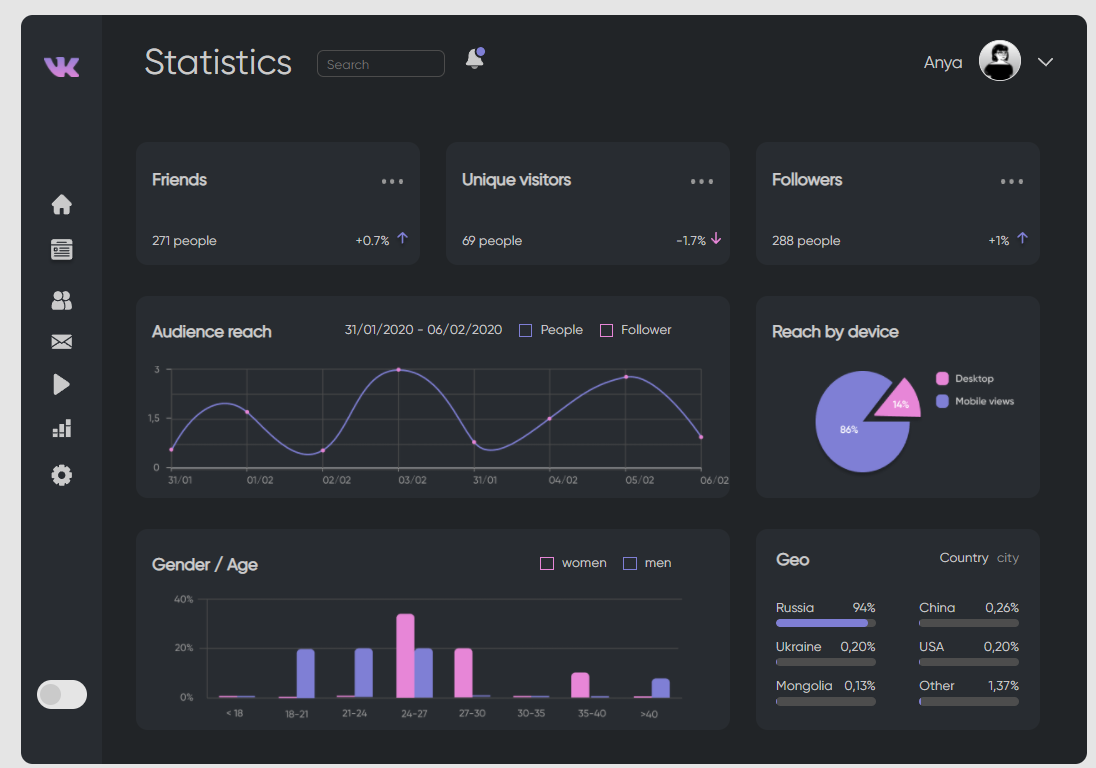 VK
Statistics
Search
Anya
Friends
271 people +0.7%
Unique visitors
69 people -1.7%
Followers
288 people +1%
Audience reach 31/01/2020 - 06/02/2020 People Follower
3
1,5
0
31/01 01/02 02/02 03/02 31/01 04/02 05/02 06/02
Reach by device
Desktop
Mobile views
14%
86%
Gender / Age women men
40%
20%
0%
< 18 18-21 21-24 24-27 27-30 30-35 35-40 >40
Geo Country city
Russia 94% China 0,26%
Ukraine 0,20% USA 0,20%
Mongolia 0,13% Other 1,37%